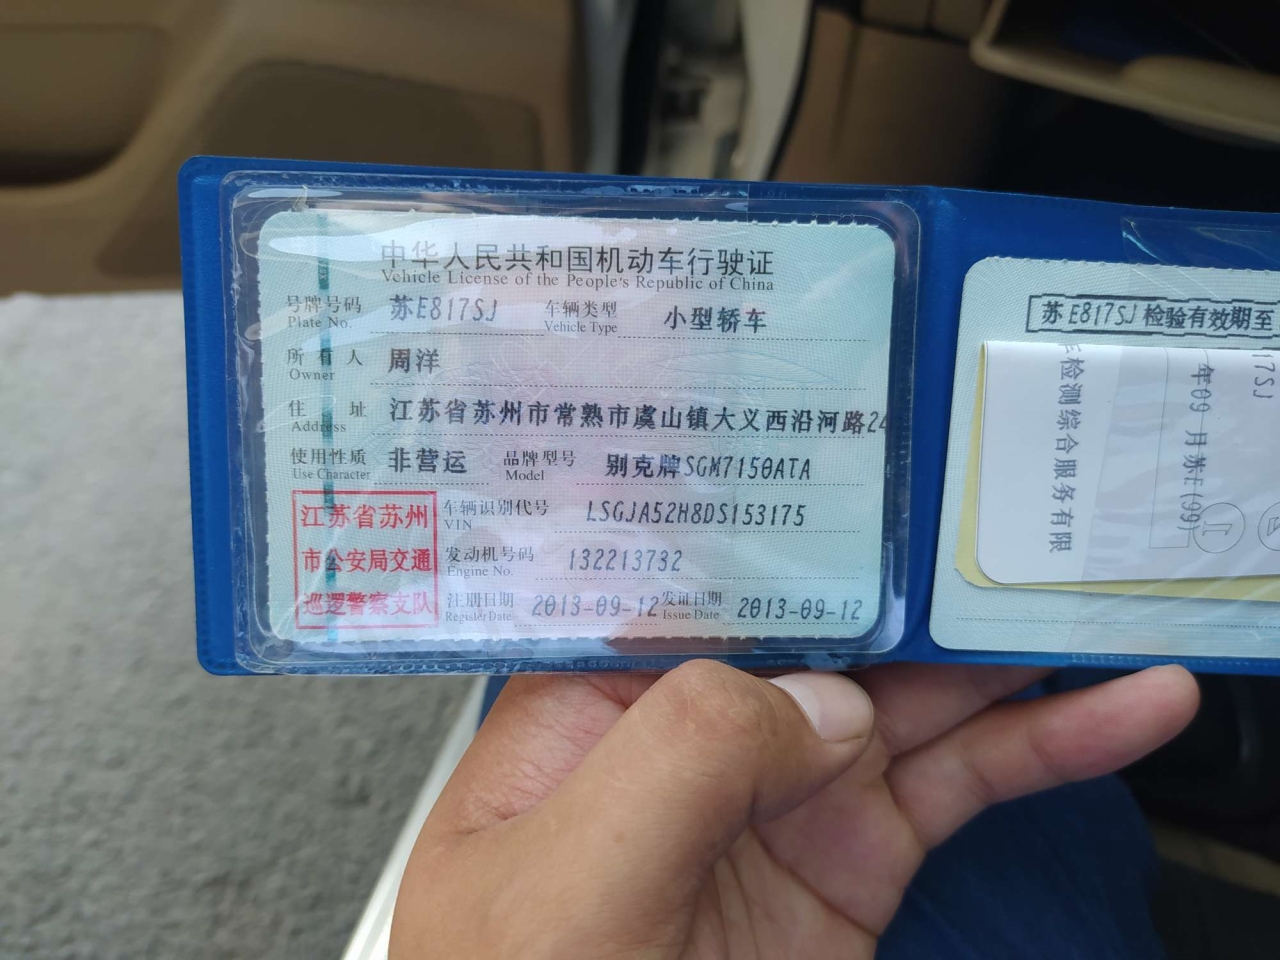 中华人民共和国机动车行驶证
Vehicle License of the People's Republic of China
号牌号码 苏E817SJ 车辆类型 小型轿车
Plate No. Vehicle Type
所有人 周洋
Owner
住址 江苏省苏州市常熟市虞山镇大义西沿河路24
Address
使用性质 非营运 品牌型号 别克牌SGM7150ATA
Use Character Model
江苏省苏州
市公安局交通
巡逻警察支队
车辆识别代号 LSGJA52H8DS153175
VIN
发动机号码 132213732
Engine No.
注册日期 2013-09-12 发证日期 2013-09-12
Register Date Issue Date
苏E817SJ 检验有效期至
17SJ
年09月苏E(99)
检测综合服务有限